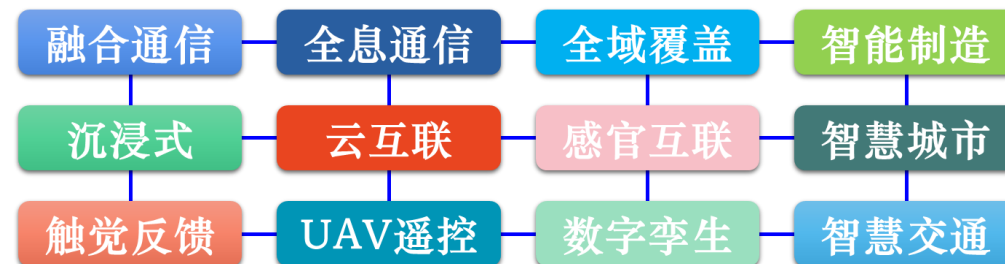 融合通信 全息通信 全域覆盖 智能制造
沉浸式 云互联 感官互联 智慧城市
触觉反馈 UAV遥控 数字孪生 智慧交通